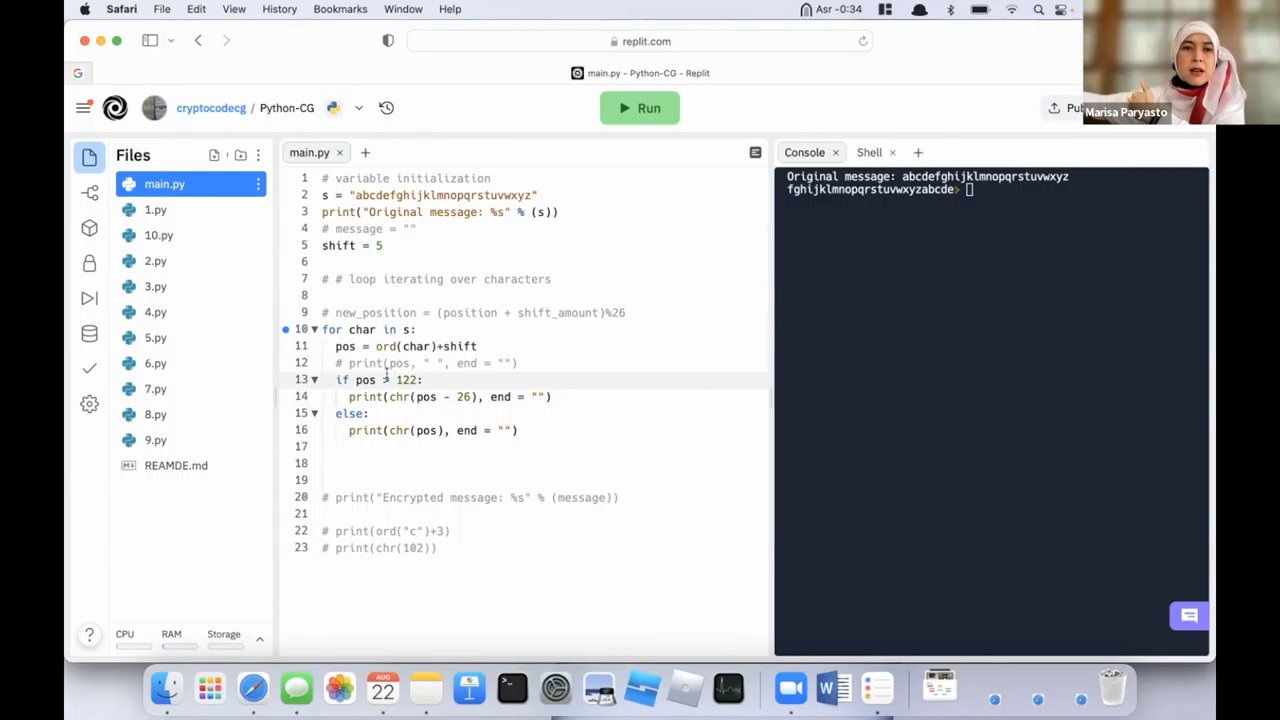 Safari File Edit View History Bookmarks Window Help Asr -0:34
replit.com
main.py - Python-CG - Replit
cryptocodecg / Python-CG Run
Marisa Paryasto
Files main.py Console Shell
main.py
1.py
10.py
2.py
3.py
4.py
5.py
6.py
7.py
8.py
9.py
REAMDE.md
CPU RAM Storage
1 # variable initialization
2 s = "abcdefghijklmnopqrstuvwxyz"
3 print("Original message: %s" % (s))
4 # message = ""
5 shift = 5
6
7 # # loop iterating over characters
8
9 # new_position = (position + shift_amount)%26
10 for char in s:
11 pos = ord(char)+shift
12 # print(pos, " ", end = "")
13 if pos > 122:
14 print(chr(pos - 26), end = "")
15 else:
16 print(chr(pos), end = "")
17
18
19
20 # print("Encrypted message: %s" % (message))
21
22 # print(ord("c")+3)
23 # print(chr(102))
Original message: abcdefghijklmnopqrstuvwxyz
fghijklmnopqrstuvwxyzabcde>
AUG
22